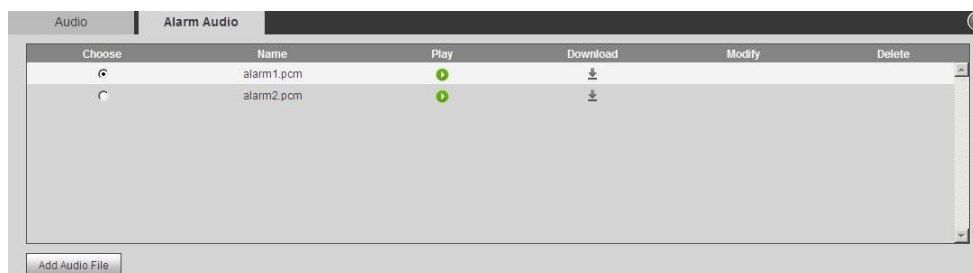 Audio Alarm Audio
Choose Name Play Download Modify Delete
alarm1.pcm
alarm2.pcm
Add Audio File